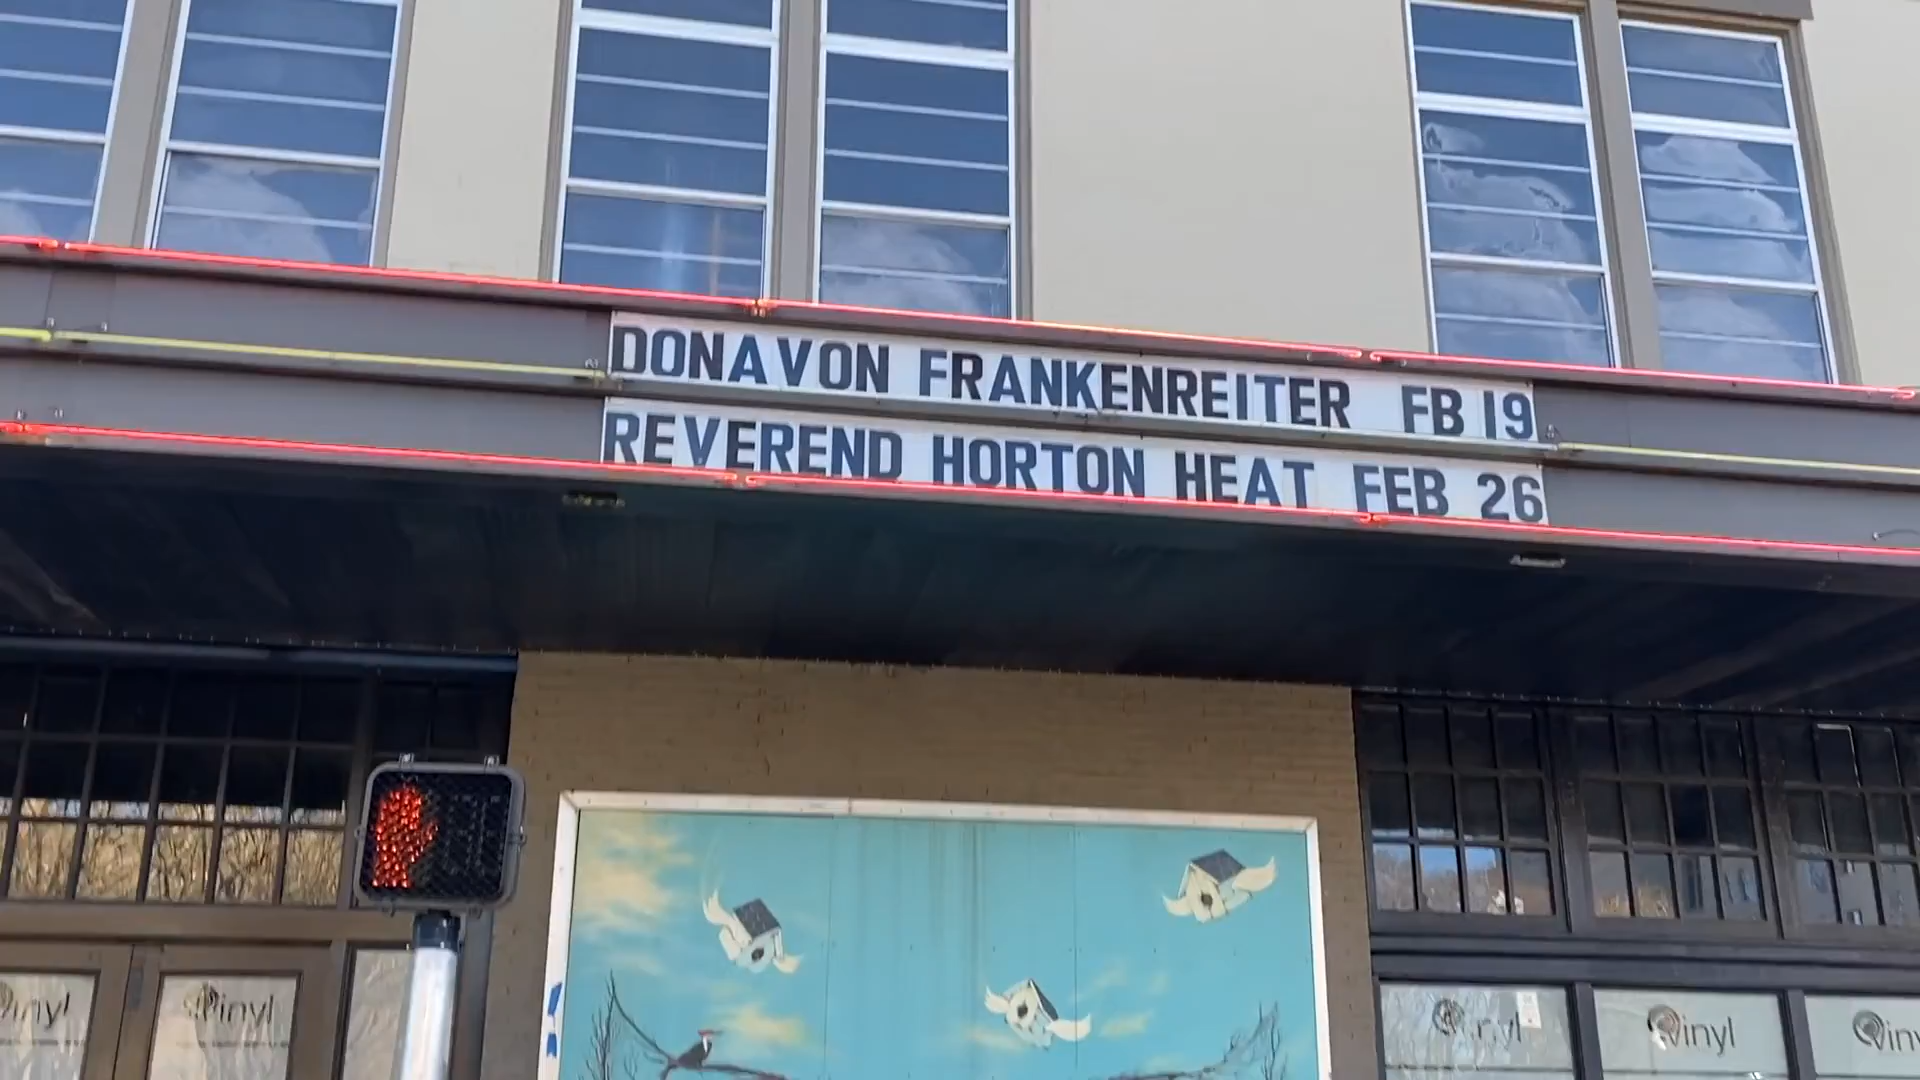 DONAVON FRANKENREITER FB 19
REVEREND HORTON HEAT FEB 26
Vinyl
Vinyl
Vinyl
Vinyl